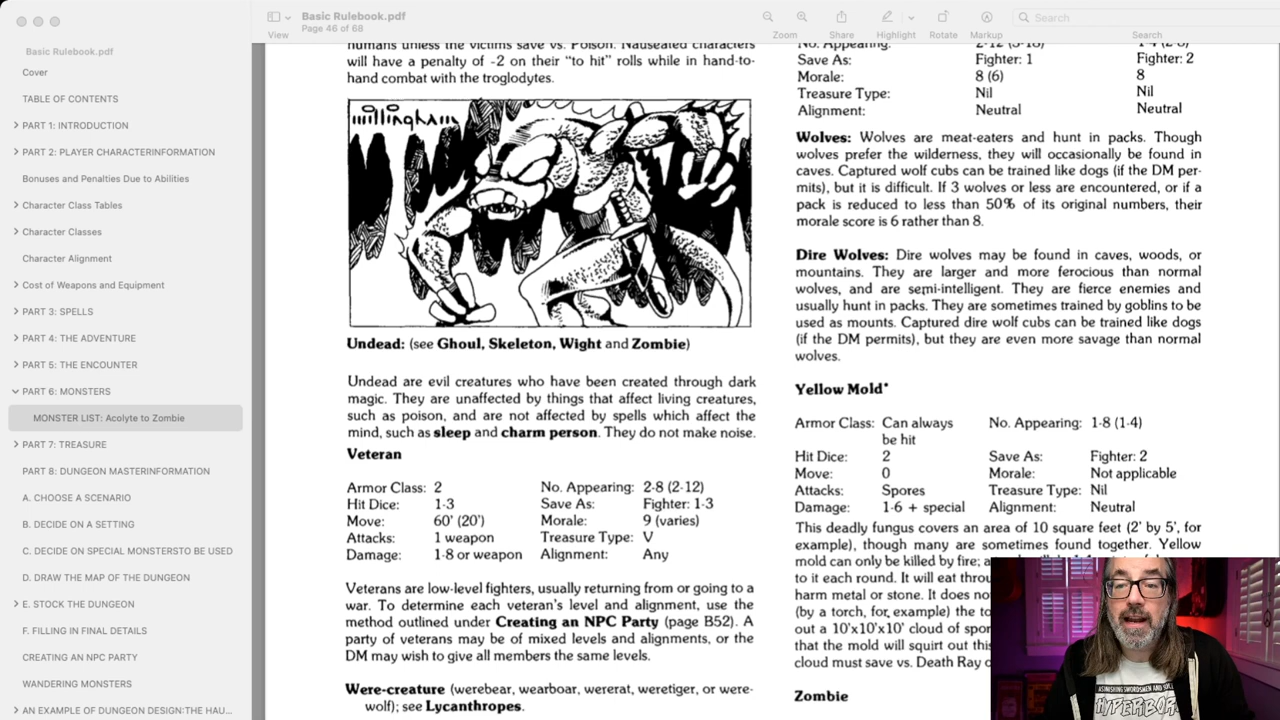 Basic Rulebook.pdf
Page 46 of 68
View
Zoom
Share
Highlight
Rotate
Markup
Search
Search
Basic Rulebook.pdf
Cover
TABLE OF CONTENTS
PART 1: INTRODUCTION
PART 2: PLAYER CHARACTERINFORMATION
Bonuses and Penalties Due to Abilities
Character Class Tables
Character Classes
Character Alignment
Cost of Weapons and Equipment
PART 3: SPELLS
PART 4: THE ADVENTURE
PART 5: THE ENCOUNTER
PART 6: MONSTERS
MONSTER LIST: Acolyte to Zombie
PART 7: TREASURE
PART 8: DUNGEON MASTERINFORMATION
A. CHOOSE A SCENARIO
B. DECIDE ON A SETTING
C. DECIDE ON SPECIAL MONSTERSTO BE USED
D. DRAW THE MAP OF THE DUNGEON
E. STOCK THE DUNGEON
F. FILLING IN FINAL DETAILS
CREATING AN NPC PARTY
WANDERING MONSTERS
AN EXAMPLE OF DUNGEON DESIGN:THE HAU...
humans unless the victims save vs. Poison. Nauseated characters
will have a penalty of -2 on their "to hit" rolls while in hand-to-
hand combat with the troglodytes.
willingham
Undead: (see Ghoul, Skeleton, Wight and Zombie)
Undead are evil creatures who have been created through dark
magic. They are unaffected by things that affect living creatures,
such as poison, and are not affected by spells which affect the
mind, such as sleep and charm person. They do not make noise.
Veteran
Armor Class: 2 No. Appearing: 2-8 (2-12)
Hit Dice: 1-3 Save As: Fighter: 1-3
Move: 60' (20') Morale: 9 (varies)
Attacks: 1 weapon Treasure Type: V
Damage: 1-8 or weapon Alignment: Any
Veterans are low-level fighters, usually returning from or going to a
war. To determine each veteran's level and alignment, use the
method outlined under Creating an NPC Party (page B52). A
party of veterans may be of mixed levels and alignments, or the
DM may wish to give all members the same levels.
Were-creature (werebear, wearboar, wererat, weretiger, or were-
wolf); see Lycanthropes.
No. Appearing: 2-12 (3-18)
Save As: Fighter: 1 Fighter: 2
Morale: 8 (6) 8
Treasure Type: Nil Nil
Alignment: Neutral Neutral
Wolves: Wolves are meat-eaters and hunt in packs. Though
wolves prefer the wilderness, they will occasionally be found in
caves. Captured wolf cubs can be trained like dogs (if the DM per-
mits), but it is difficult. If 3 wolves or less are encountered, or if a
pack is reduced to less than 50% of its original numbers, their
morale score is 6 rather than 8.
Dire Wolves: Dire wolves may be found in caves, woods, or
mountains. They are larger and more ferocious than normal
wolves, and are semi-intelligent. They are fierce enemies and
usually hunt in packs. They are sometimes trained by goblins to be
used as mounts. Captured dire wolf cubs can be trained like dogs
(if the DM permits), but they are even more savage than normal
wolves.
Yellow Mold*
Armor Class: Can always No. Appearing: 1-8 (1-4)
be hit
Hit Dice: 2 Save As: Fighter: 2
Move: 0 Morale: Not applicable
Attacks: Spores Treasure Type: Nil
Damage: 1-6 + special Alignment: Neutral
This deadly fungus covers an area of 10 square feet (2' by 5', for
example), though many are sometimes found together. Yellow
mold can only be killed by fire; a
to it each round. It will eat throu
harm metal or stone. It does no
(by a torch, for example) the to
out a 10'x10'x10' cloud of spor
that the mold will squirt out this
cloud must save vs. Death Ray o
Zombie
ASTONISHING SWORDSMEN AND
HYPERBOR